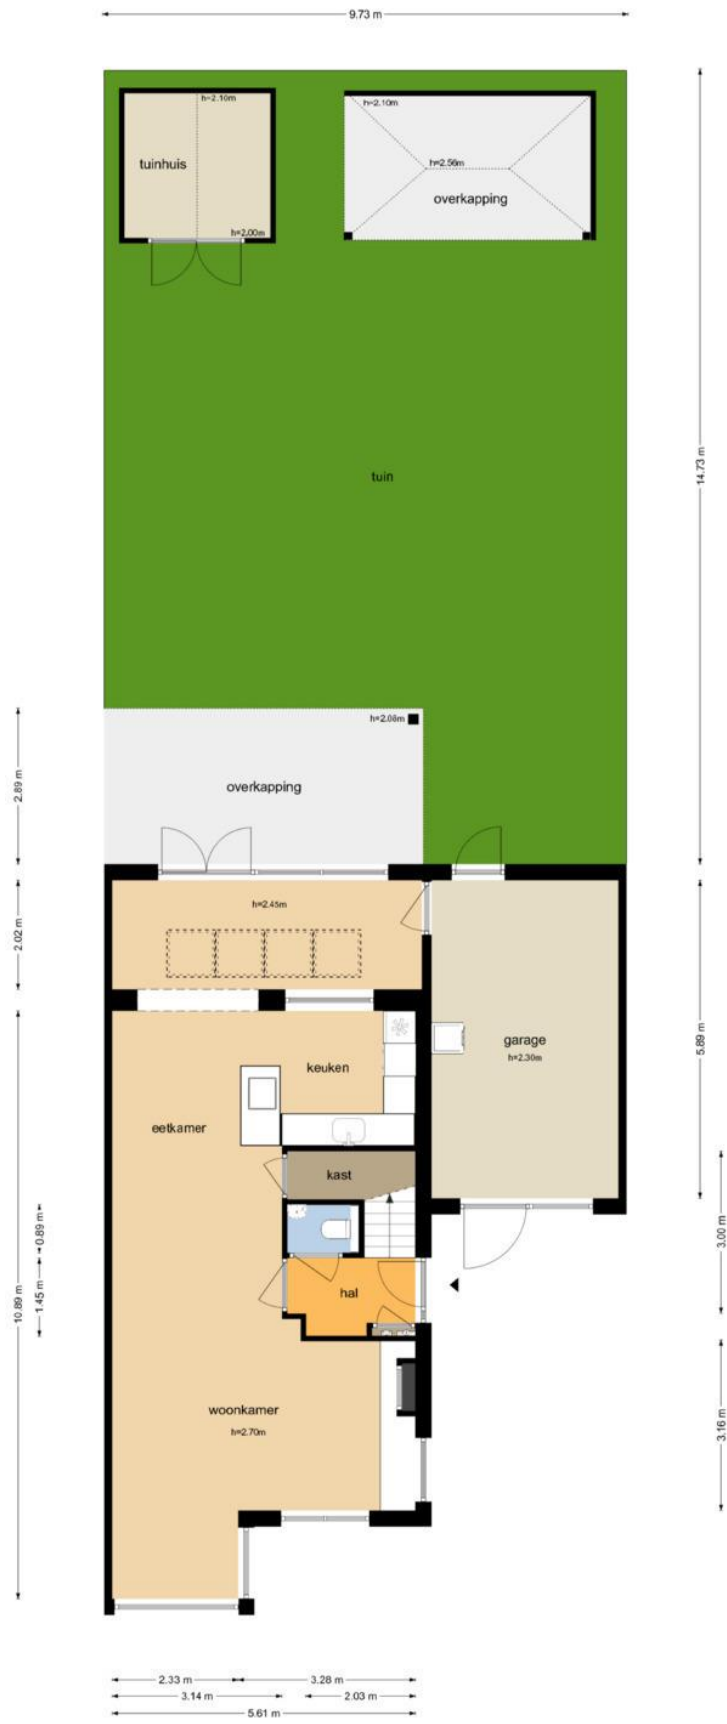 9.73 m
h=2.10m
h=2.10m
tuinhuis
h=2.56m
overkapping
h=2.00m
14.73 m
tuin
h=2.08m
overkapping
2.89 m
h=2.45m
2.02 m
garage
h=2.30m
5.89 m
keuken
eetkamer
kast
0.89 m
3.00 m
hal
1.45 m
10.89 m
woonkamer
h=2.70m
3.16 m
2.33 m
3.28 m
3.14 m
2.03 m
5.61 m